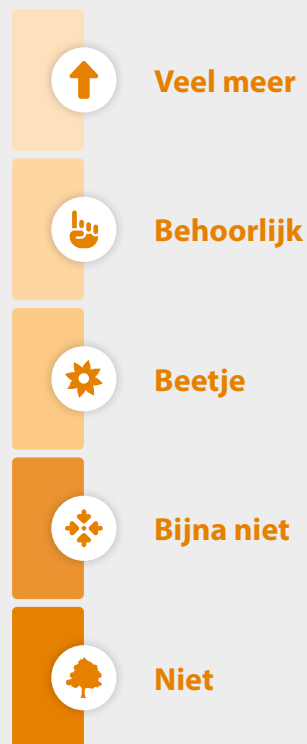 Veel meer
Behoorlijk
Beetje
Bijna niet
Niet